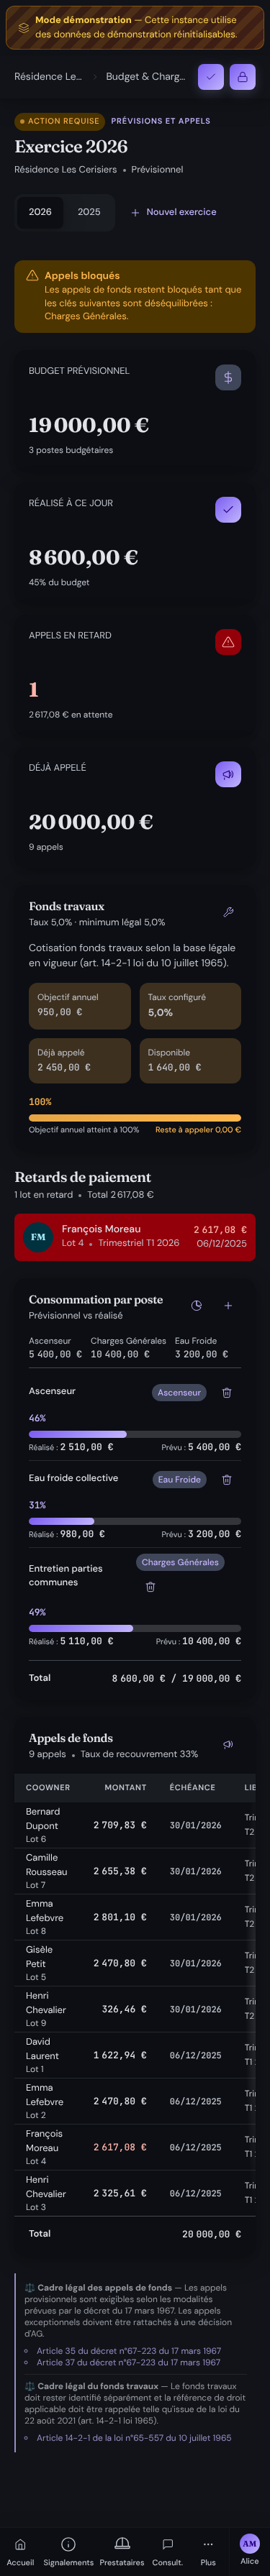 Mode démonstration — Cette instance utilise
des données de démonstration réinitialisables.
Résidence Le...
Budget & Charg...
ACTION REQUISE
PRÉVISIONS ET APPELS
Exercice 2026
Résidence Les Cerisiers • Prévisionnel
2026
2025
+ Nouvel exercice
Appels bloqués
Les appels de fonds restent bloqués tant que
les clés suivantes sont déséquilibrées :
Charges Générales.
BUDGET PRÉVISIONNEL
19 000,00 €
3 postes budgétaires
RÉALISÉ À CE JOUR
8 600,00 €
45% du budget
APPELS EN RETARD
1
2 617,08 € en attente
DÉJÀ APPELÉ
20 000,00 €
9 appels
Fonds travaux
Taux 5,0% · minimum légal 5,0%
Cotisation fonds travaux selon la base légale
en vigueur (art. 14-2-1 loi du 10 juillet 1965).
Objectif annuel
950,00 €
Taux configuré
5,0%
Déjà appelé
2 450,00 €
Disponible
1 640,00 €
100%
Objectif annuel atteint à 100%
Reste à appeler 0,00 €
Retards de paiement
1 lot en retard • Total 2 617,08 €
FM
François Moreau
2 617,08 €
Lot 4 • Trimestriel T1 2026
06/12/2025
Consommation par poste
Prévisionnel vs réalisé
Ascenseur
5 400,00 €
Charges Générales
10 400,00 €
Eau Froide
3 200,00 €
Ascenseur
Ascenseur
46%
Réalisé : 2 510,00 €
Prévu : 5 400,00 €
Eau froide collective
Eau Froide
31%
Réalisé : 980,00 €
Prévu : 3 200,00 €
Entretien parties
communes
Charges Générales
49%
Réalisé : 5 110,00 €
Prévu : 10 400,00 €
Total
8 600,00 € / 19 000,00 €
Appels de fonds
9 appels • Taux de recouvrement 33%
COOWNER MONTANT ÉCHÉANCE
Bernard
Dupont
Lot 6
2 709,83 €
30/01/2026
T2
Camille
Rousseau
Lot 7
2 655,38 €
30/01/2026
T2
Emma
Lefebvre
Lot 8
2 801,10 €
30/01/2026
T2
Gisèle
Petit
Lot 5
2 470,80 €
30/01/2026
T2
Henri
Chevalier
Lot 9
326,46 €
30/01/2026
T2
David
Laurent
Lot 1
1 622,94 €
06/12/2025
T1
Emma
Lefebvre
Lot 2
2 470,80 €
06/12/2025
T1
François
Moreau
Lot 4
2 617,08 €
06/12/2025
T1
Henri
Chevalier
Lot 3
2 325,61 €
06/12/2025
T1
Total
20 000,00 €
Cadre légal des appels de fonds — Les appels
provisionnels sont exigibles selon les modalités
prévues par le décret du 17 mars 1967. Les appels
exceptionnels doivent être rattachés à une décision
d'AG.
Article 35 du décret n°67-223 du 17 mars 1967
Article 37 du décret n°67-223 du 17 mars 1967
Cadre légal du fonds travaux — Le fonds travaux
doit rester identifié séparément et la référence de droit
applicable doit être rappelée telle qu'issue de la loi du
22 août 2021 (art. 14-2-1 loi 1965).
Article 14-2-1 de la loi n°65-557 du 10 juillet 1965
Accueil
Signalements
Prestataires
Consult.
Plus
AM
Alice